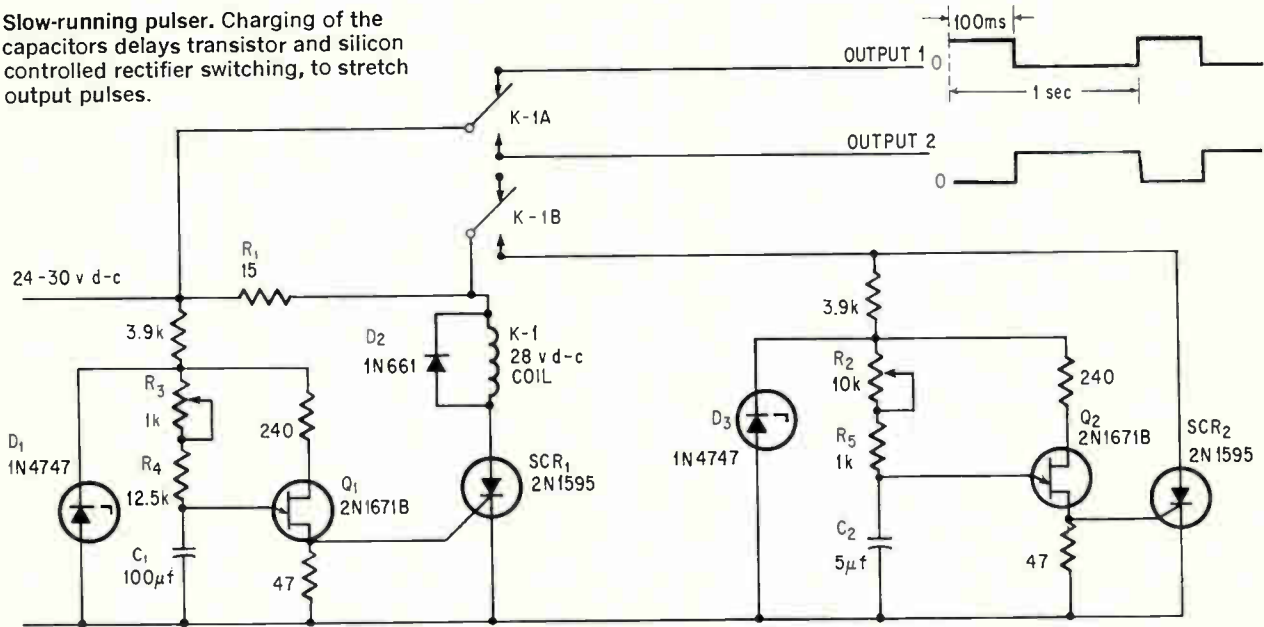 Slow-running pulser. Charging of the
capacitors delays transistor and silicon
controlled rectifier switching, to stretch
output pulses.
100ms
OUTPUT 1
0
1 sec
K-1A
OUTPUT 2
0
K-1B
R1
15
24-30 v d-c
3.9k
3.9k
D2
1N661
K-1
28 v d-c
COIL
R3
1k
240
R2
10k
240
D1
1N4747
D3
1N4747
Q2
2N1671B
SCR2
2N1595
R4
12.5k
Q1
2N1671B
SCR1
2N1595
R5
1k
C1
100μf
47
C2
5μf
47